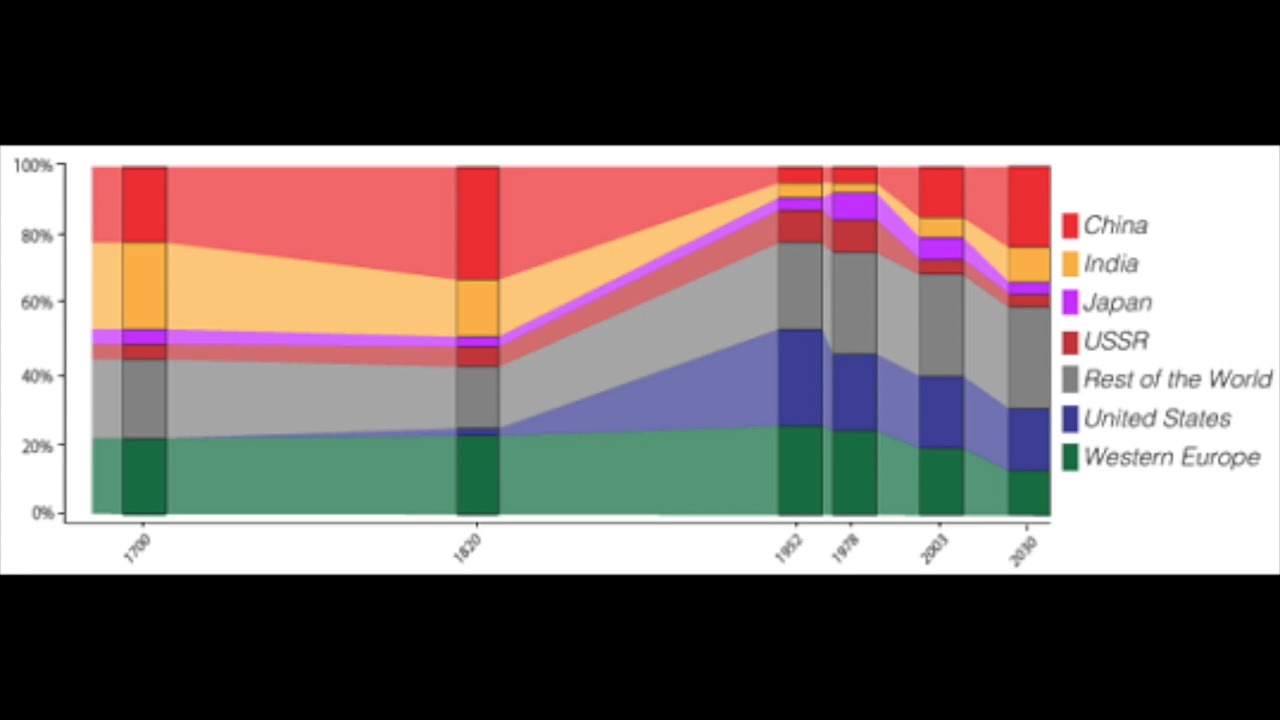 100%
80%
60%
40%
20%
0%
1700
1820
1952
1978
2003
2030
China
India
Japan
USSR
Rest of the World
United States
Western Europe